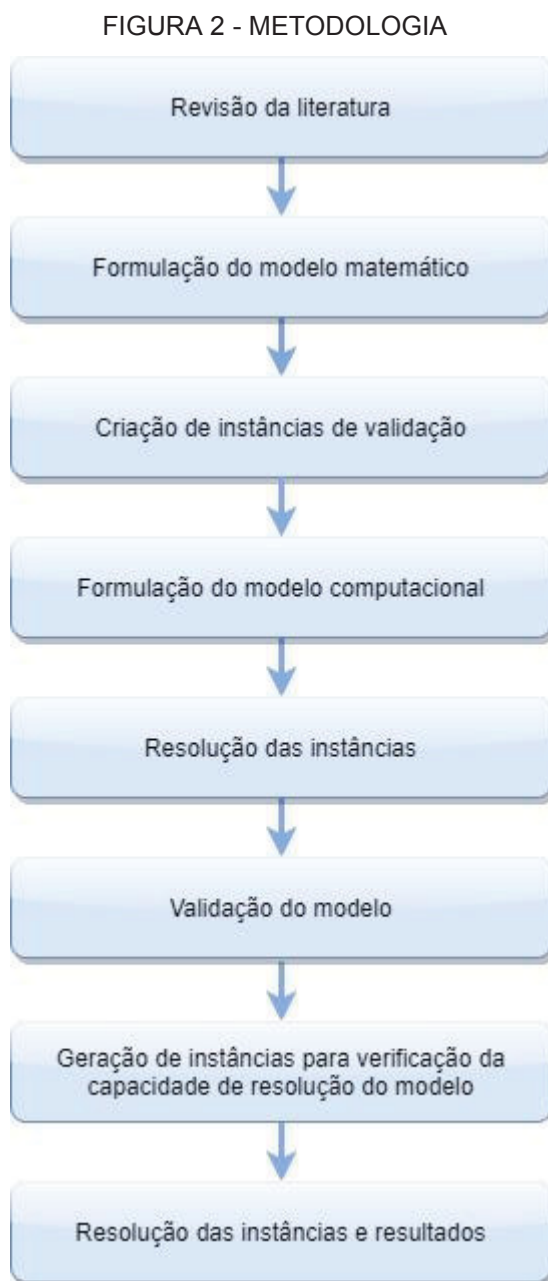 FIGURA 2 - METODOLOGIA
Revisão da literatura
Formulação do modelo matemático
Criação de instâncias de validação
Formulação do modelo computacional
Resolução das instâncias
Validação do modelo
Geração de instâncias para verificação da
capacidade de resolução do modelo
Resolução das instâncias e resultados